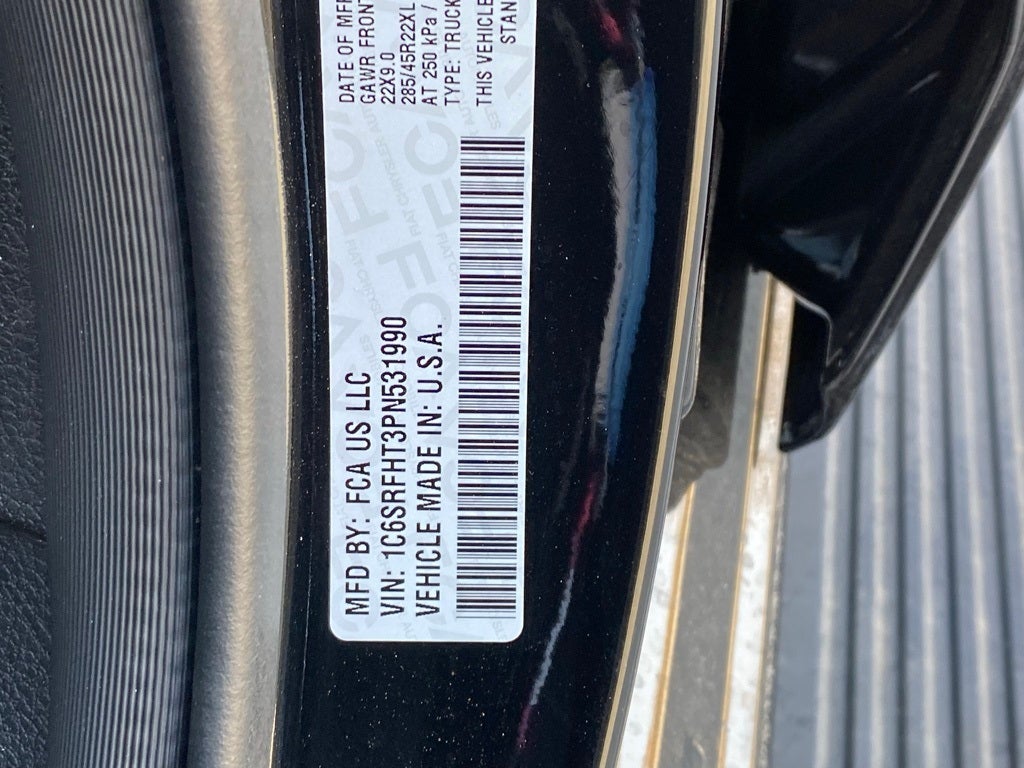 MFD BY: FCA US LLC
VIN: 1C6SRFHT3PN531990
VEHICLE MADE IN: U.S.A.
DATE OF MFR
GAWR FRONT
22X9.0
285/45R22XL
AT 250 kPa /
TYPE: TRUCK
THIS VEHICLE
STAN